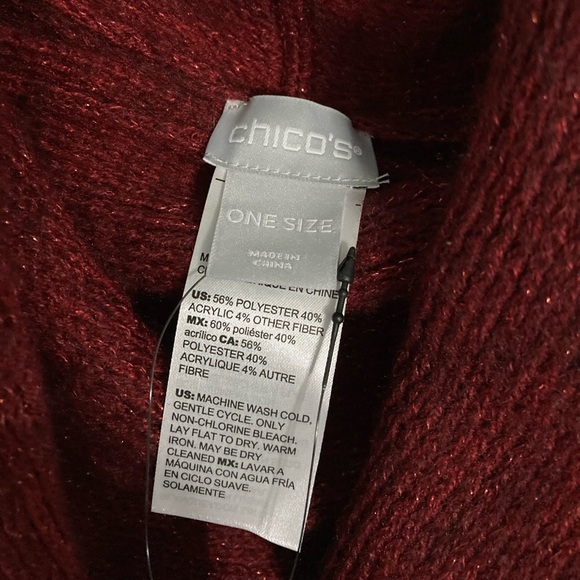 chico's®
ONE SIZE
MADE IN
CHINA
EN CHINE
US: 56% POLYESTER 40%
ACRYLIC 4% OTHER FIBER
MX: 60% poliéster 40%
acrílico CA: 56%
POLYESTER 40%
ACRYLIQUE 4% AUTRE
FIBRE
US: MACHINE WASH COLD,
GENTLE CYCLE. ONLY
NON-CHLORINE BLEACH.
LAY FLAT TO DRY. WARM
IRON. MAY BE DRY
CLEANED MX: LAVAR A
MÁQUINA CON AGUA FRÍA
EN CICLO SUAVE.
SOLAMENTE